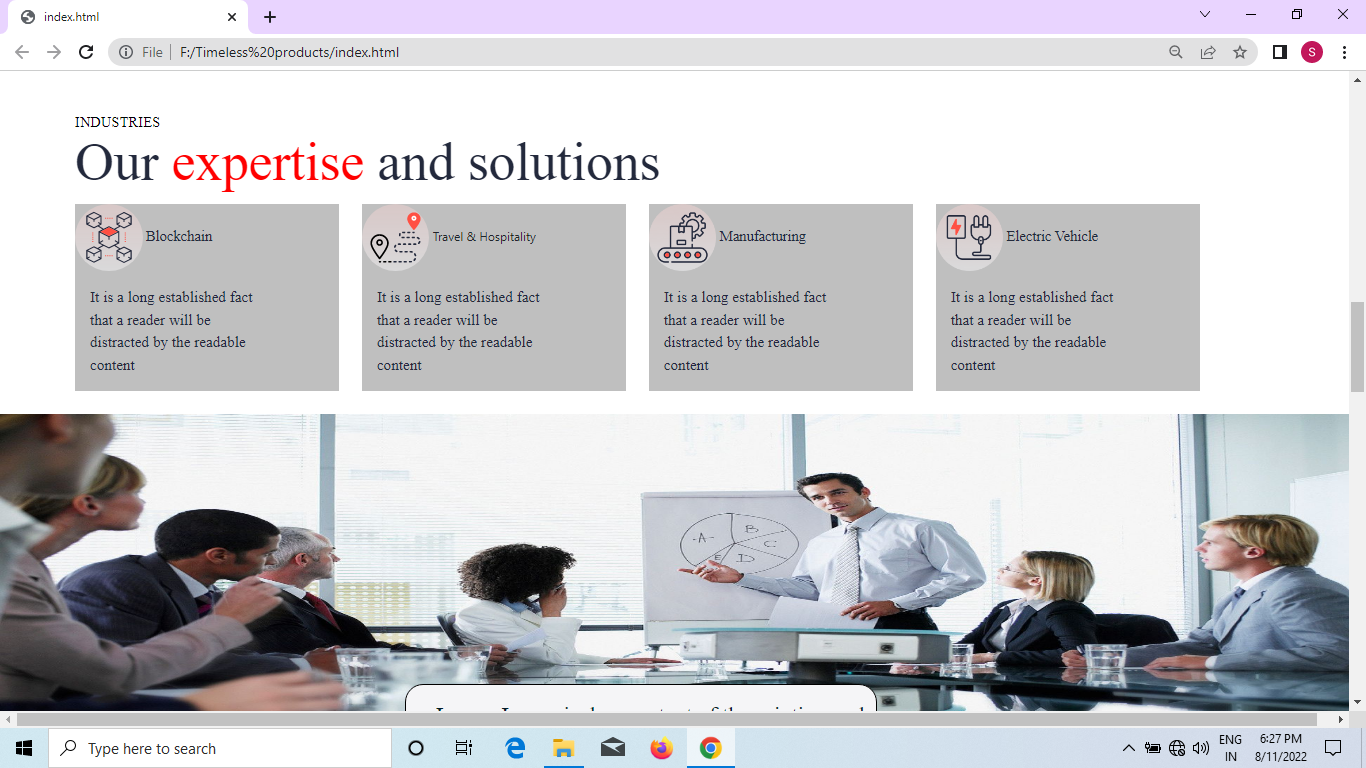 index.html
File
F:/Timeless%20products/index.html
S
INDUSTRIES
Our expertise and solutions
Blockchain
Travel & Hospitality
Manufacturing
Electric Vehicle
It is a long established fact
that a reader will be
distracted by the readable
content
It is a long established fact
that a reader will be
distracted by the readable
content
It is a long established fact
that a reader will be
distracted by the readable
content
It is a long established fact
that a reader will be
distracted by the readable
content
A
B
C
E
D
Type here to search
ENG
IN
6:27 PM
8/11/2022